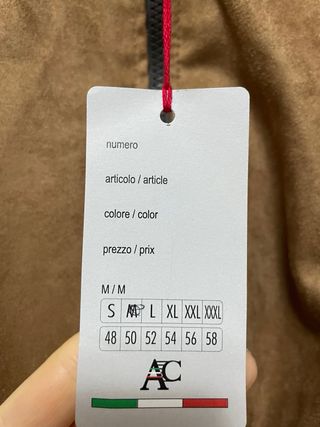 numero
articolo / article
colore / color
prezzo / prix
M / M
S M L XL XXL XXXL
48 50 52 54 56 58
AC